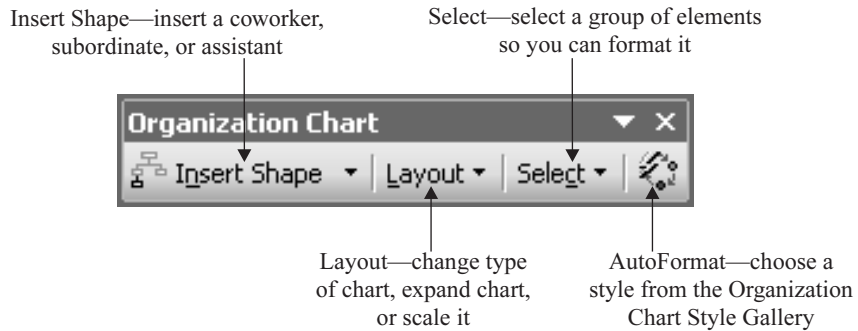 Insert Shape—insert a coworker,
subordinate, or assistant
Select—select a group of elements
so you can format it
Organization Chart
Insert Shape
Layout
Select
Layout—change type
of chart, expand chart,
or scale it
AutoFormat—choose a
style from the Organization
Chart Style Gallery